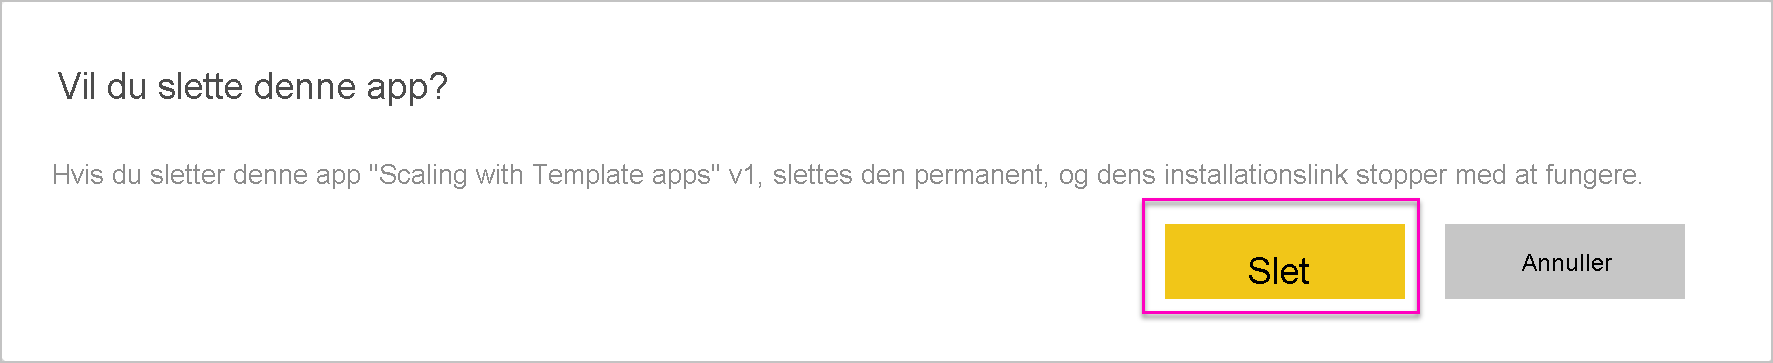 Vil du slette denne app?
Hvis du sletter denne app "Scaling with Template apps" v1, slettes den permanent, og dens installationslink stopper med at fungere.
Slet
Annuller